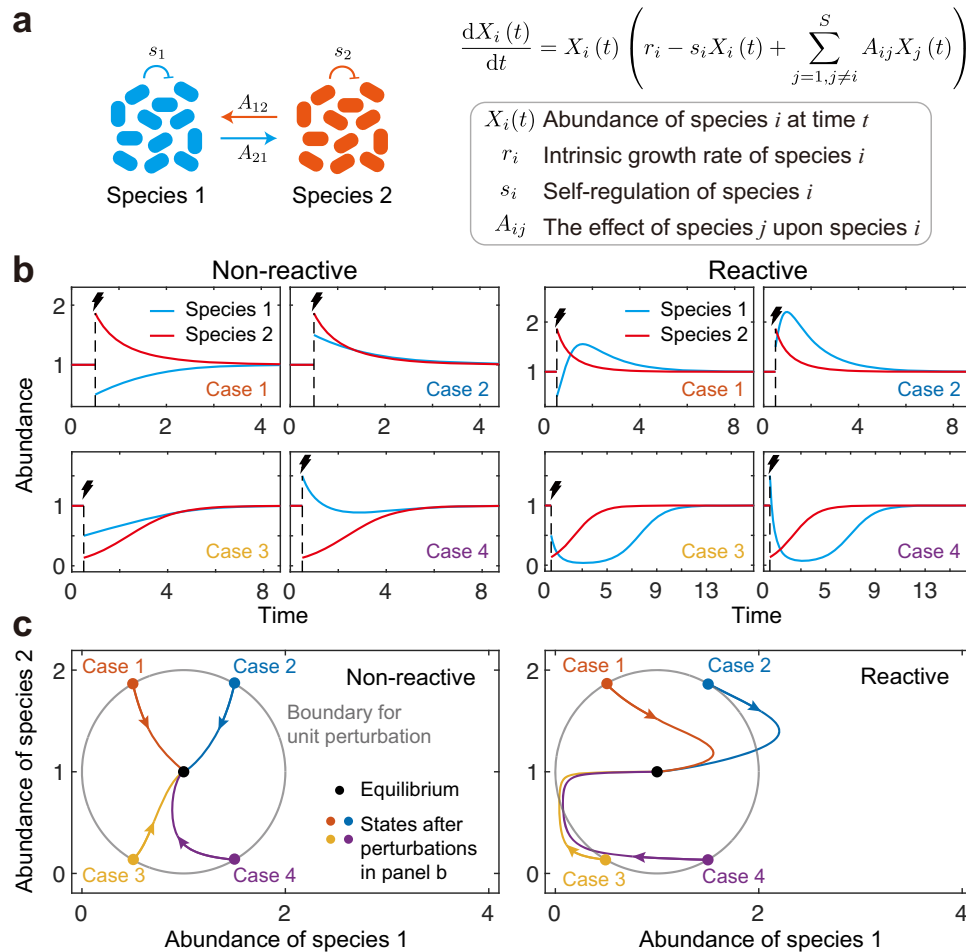 a
s₁
s₂
A₁₂
A₂₁
Species 1
Species 2
dXᵢ(t)/dt = Xᵢ(t) (rᵢ − sᵢXᵢ(t) + ∑_{j=1,j≠i}^{S} AᵢⱼXⱼ(t))
Xᵢ(t) Abundance of species i at time t
rᵢ Intrinsic growth rate of species i
sᵢ Self-regulation of species i
Aᵢⱼ The effect of species j upon species i
b
Non-reactive
Reactive
Abundance
2
1
Species 1
Species 2
Case 1
0 2 4
Case 2
0 2 4
2
1
Species 1
Species 2
Case 1
0 4 8
Case 2
0 4 8
1
0
Case 3
0 4 8
Case 4
0 4 8
1
0
Case 3
0 5 9 13
Case 4
0 5 9 13
Time
Time
c
Abundance of species 2
2
1
0
Case 1
Case 2
Non-reactive
Boundary for
unit perturbation
Equilibrium
States after
perturbations
in panel b
Case 3
Case 4
0 2 4
Abundance of species 1
2
1
0
Case 1
Case 2
Reactive
Case 3
Case 4
0 2 4
Abundance of species 1